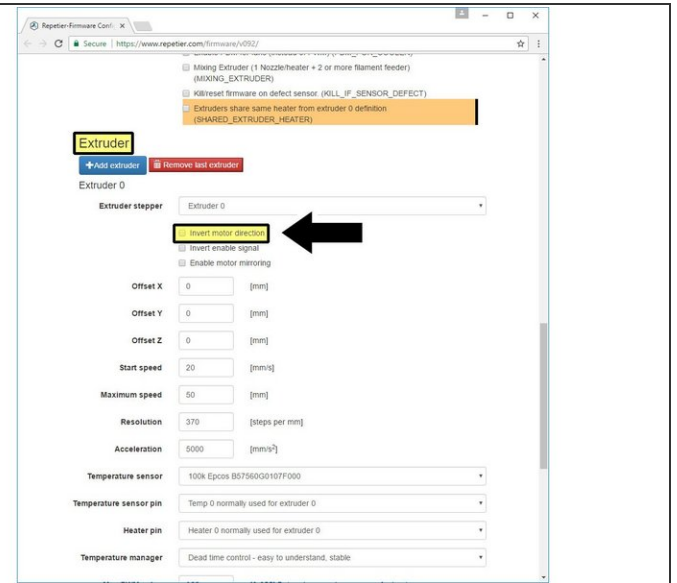 Repetier-Firmware Confi
Secure | https://www.repetier.com/firmware/v092/
Mixing Extruder (1 Nozzle/heater + 2 or more filament feeder)
(MIXING_EXTRUDER)
Kill/reset firmware on defect sensor. (KILL_IF_SENSOR_DEFECT)
Extruders share same heater from extruder 0 definition
(SHARED_EXTRUDER_HEATER)
Extruder
+Add extruder Remove last extruder
Extruder 0
Extruder stepper Extruder 0
Invert motor direction
Invert enable signal
Enable motor mirroring
Offset X 0 [mm]
Offset Y 0 [mm]
Offset Z 0 [mm]
Start speed 20 [mm/s]
Maximum speed 50 [mm]
Resolution 370 [steps per mm]
Acceleration 5000 [mm/s²]
Temperature sensor 100k Epcos B57560G0107F000
Temperature sensor pin Temp 0 normally used for extruder 0
Heater pin Heater 0 normally used for extruder 0
Temperature manager Dead time control - easy to understand, stable